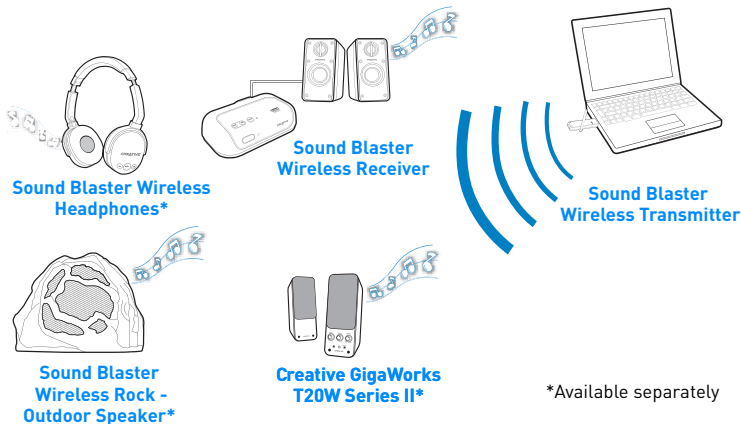 Sound Blaster Wireless
Headphones*
Sound Blaster
Wireless Receiver
Sound Blaster
Wireless Transmitter
Sound Blaster
Wireless Rock -
Outdoor Speaker*
Creative GigaWorks
T20W Series II*
*Available separately